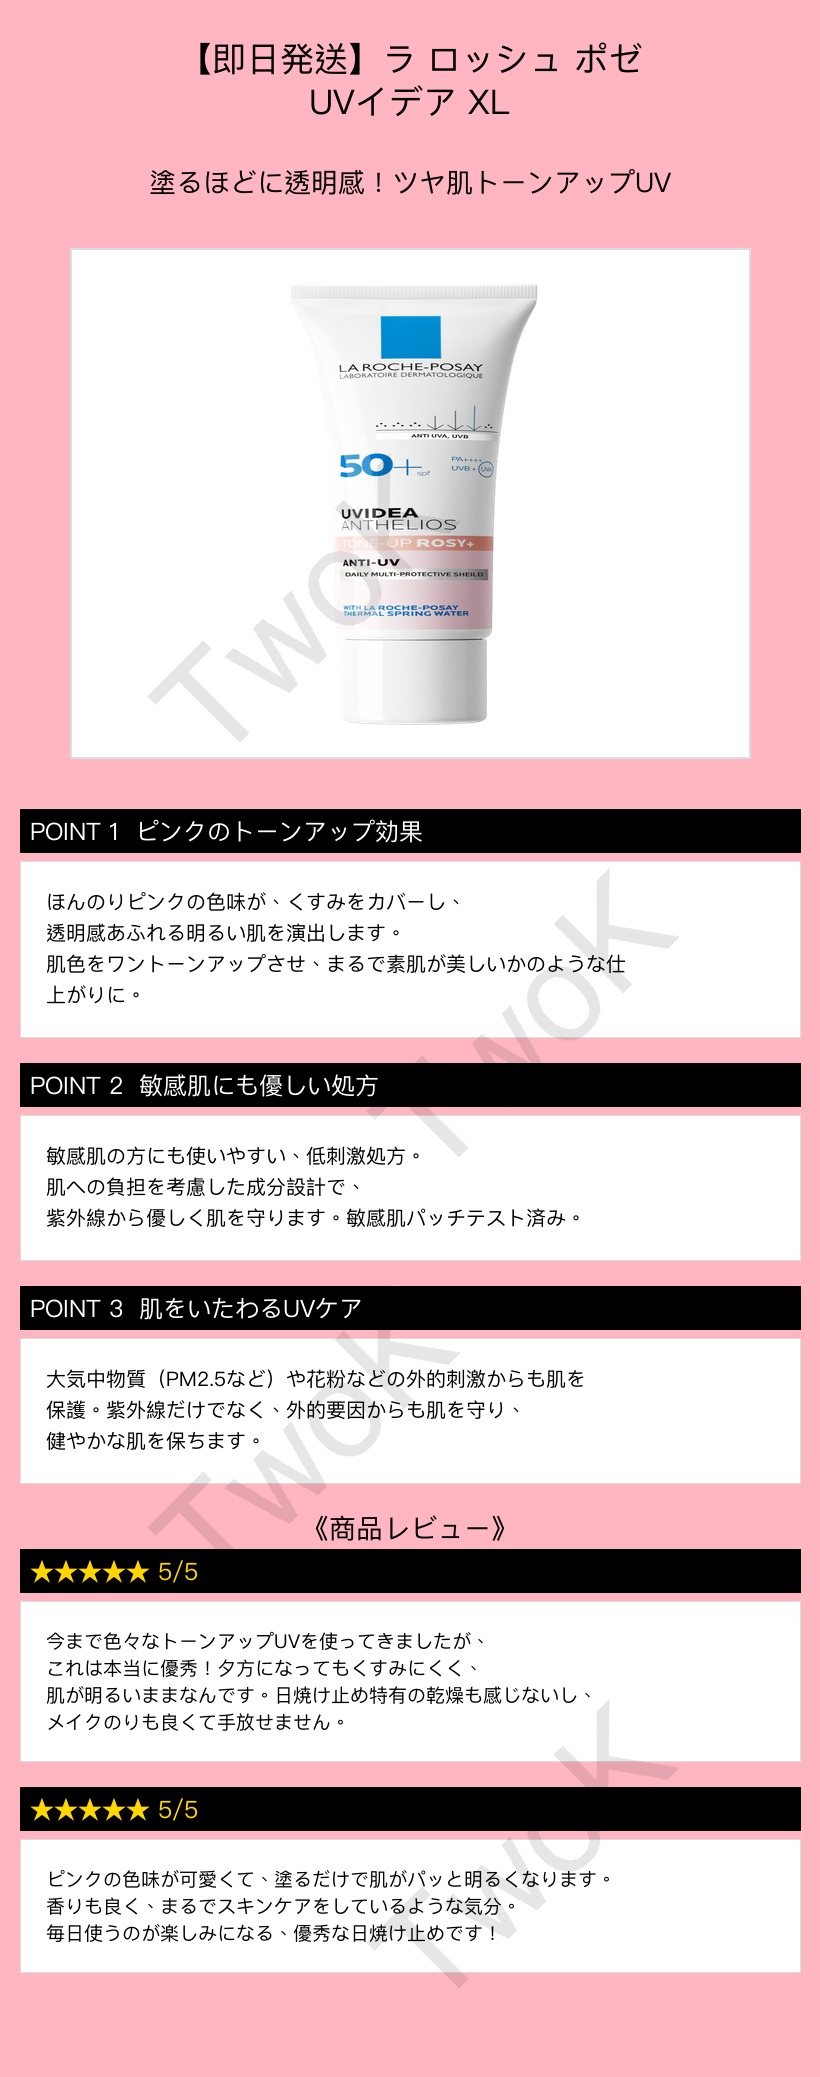 【即日発送】ラ ロッシュ ポゼ
UVイデア XL
塗るほどに透明感！ツヤ肌トーンアップUV
LA ROCHE-POSAY
LABORATOIRE DERMATOLOGIQUE
ANTI UVA, UVB
50+ spf
PA++++
UVB + UVA
UVIDEA
ANTHELIOS
TONE-UP ROSY+
ANTI-UV
DAILY MULTI-PROTECTIVE SHEILD
WITH LA ROCHE-POSAY
THERMAL SPRING WATER
TwoK
POINT 1 ピンクのトーンアップ効果
ほんのりピンクの色味が、くすみをカバーし、
透明感あふれる明るい肌を演出します。
肌色をワントーンアップさせ、まるで素肌が美しいかのような仕
上がりに。
TwoK
POINT 2 敏感肌にも優しい処方
敏感肌の方にも使いやすい、低刺激処方。
肌への負担を考慮した成分設計で、
紫外線から優しく肌を守ります。敏感肌パッチテスト済み。
POINT 3 肌をいたわるUVケア
大気中物質（PM2.5など）や花粉などの外的刺激からも肌を
保護。紫外線だけでなく、外的要因からも肌を守り、
健やかな肌を保ちます。
TwoK
《商品レビュー》
★★★★★ 5/5
今まで色々なトーンアップUVを使ってきましたが、
これは本当に優秀！夕方になってもくすみにくく、
肌が明るいままなんです。日焼け止め特有の乾燥も感じないし、
メイクのりも良くて手放せません。
★★★★★ 5/5
ピンクの色味が可愛くて、塗るだけで肌がパッと明るくなります。
香りも良く、まるでスキンケアをしているような気分。
毎日使うのが楽しみになる、優秀な日焼け止めです！
TwoK